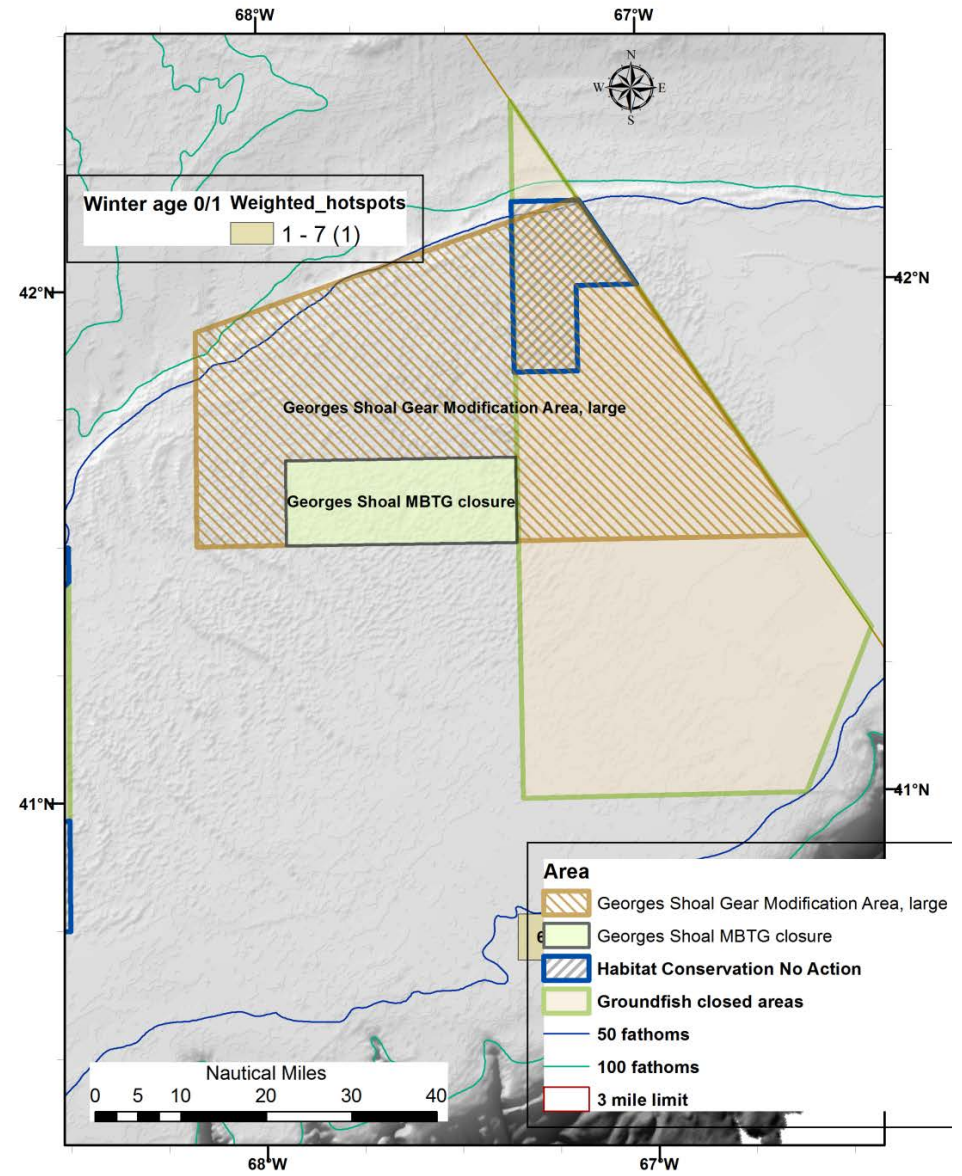 68°W
67°W
N
W
E
S
Winter age 0/1 Weighted_hotspots
1 - 7 (1)
42°N
42°N
Georges Shoal Gear Modification Area, large
Georges Shoal MBTG closure
41°N
41°N
6
Area
Georges Shoal Gear Modification Area, large
Georges Shoal MBTG closure
Habitat Conservation No Action
Groundfish closed areas
50 fathoms
100 fathoms
3 mile limit
Nautical Miles
0 5 10 20 30 40
68°W
67°W